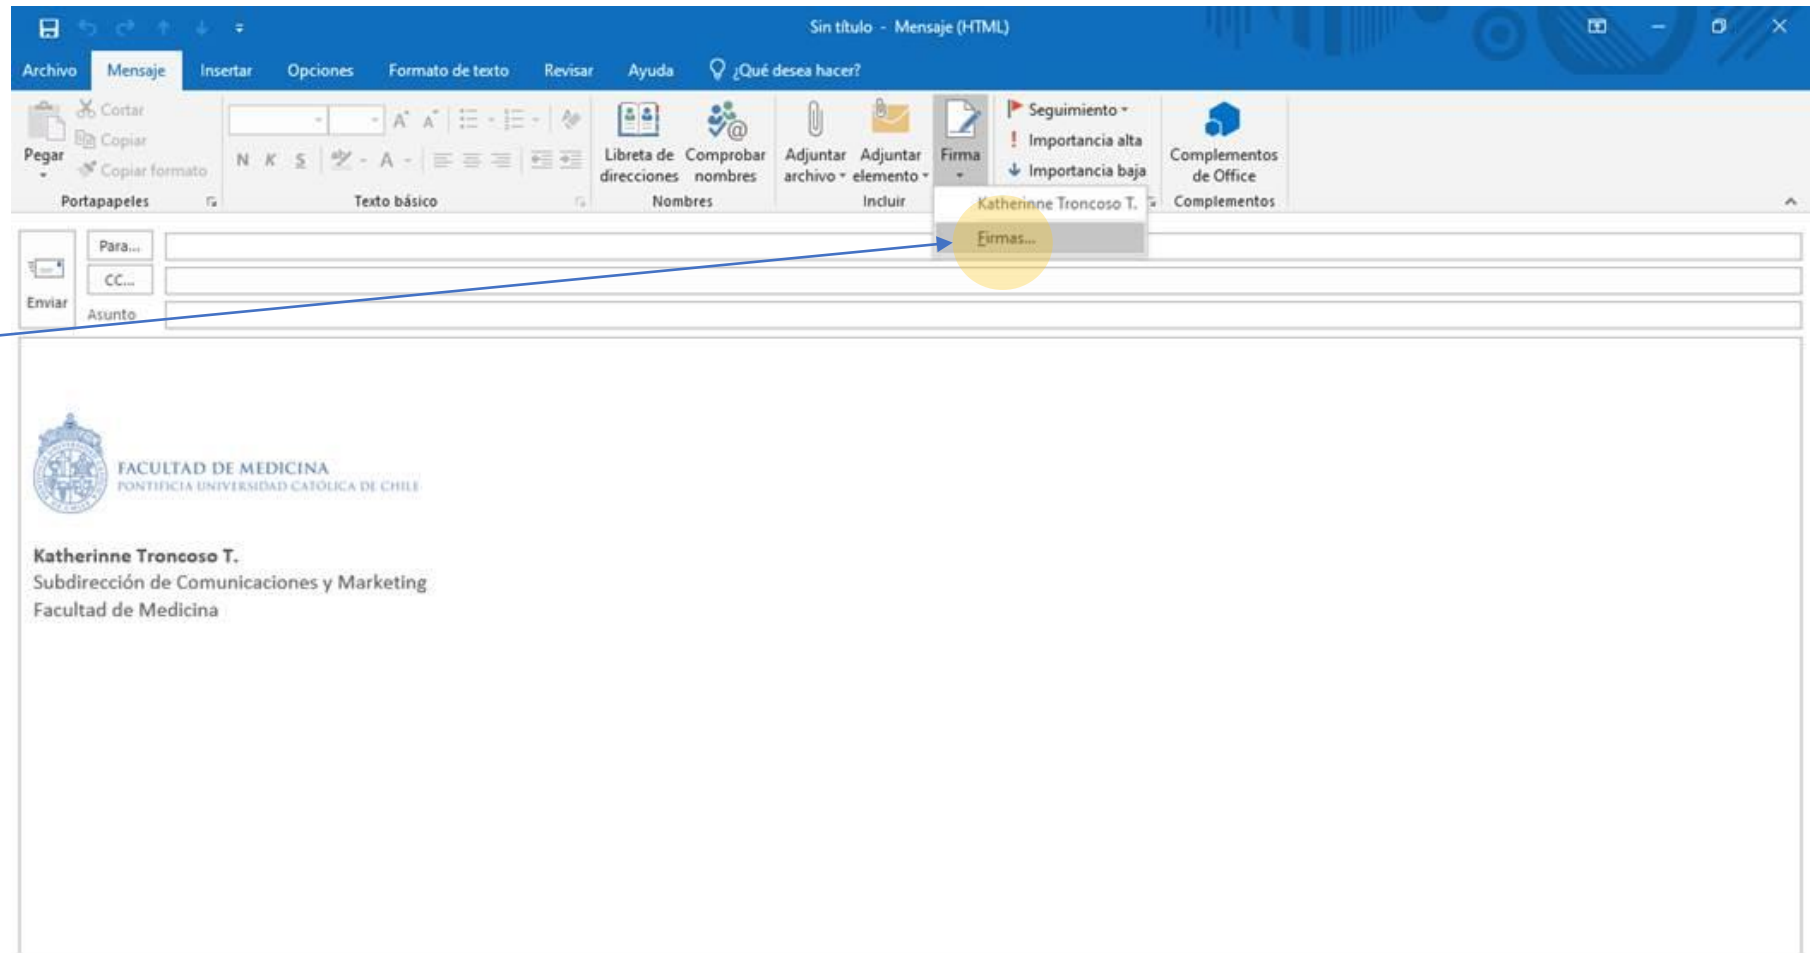 Sin título - Mensaje (HTML)
Archivo Mensaje Insertar Opciones Formato de texto Revisar Ayuda ¿Qué desea hacer?
Pegar
Cortar
Copiar
Copiar formato
Portapapeles
N K S A
Texto básico
Libreta de direcciones
Comprobar nombres
Nombres
Adjuntar archivo
Adjuntar elemento
Incluir
Firma
Seguimiento
Importancia alta
Importancia baja
Complementos de Office
Complementos
Katherinne Troncoso T.
Firmas...
Enviar
Para...
CC...
Asunto
FACULTAD DE MEDICINA
PONTIFICIA UNIVERSIDAD CATÓLICA DE CHILE
Katherinne Troncoso T.
Subdirección de Comunicaciones y Marketing
Facultad de Medicina